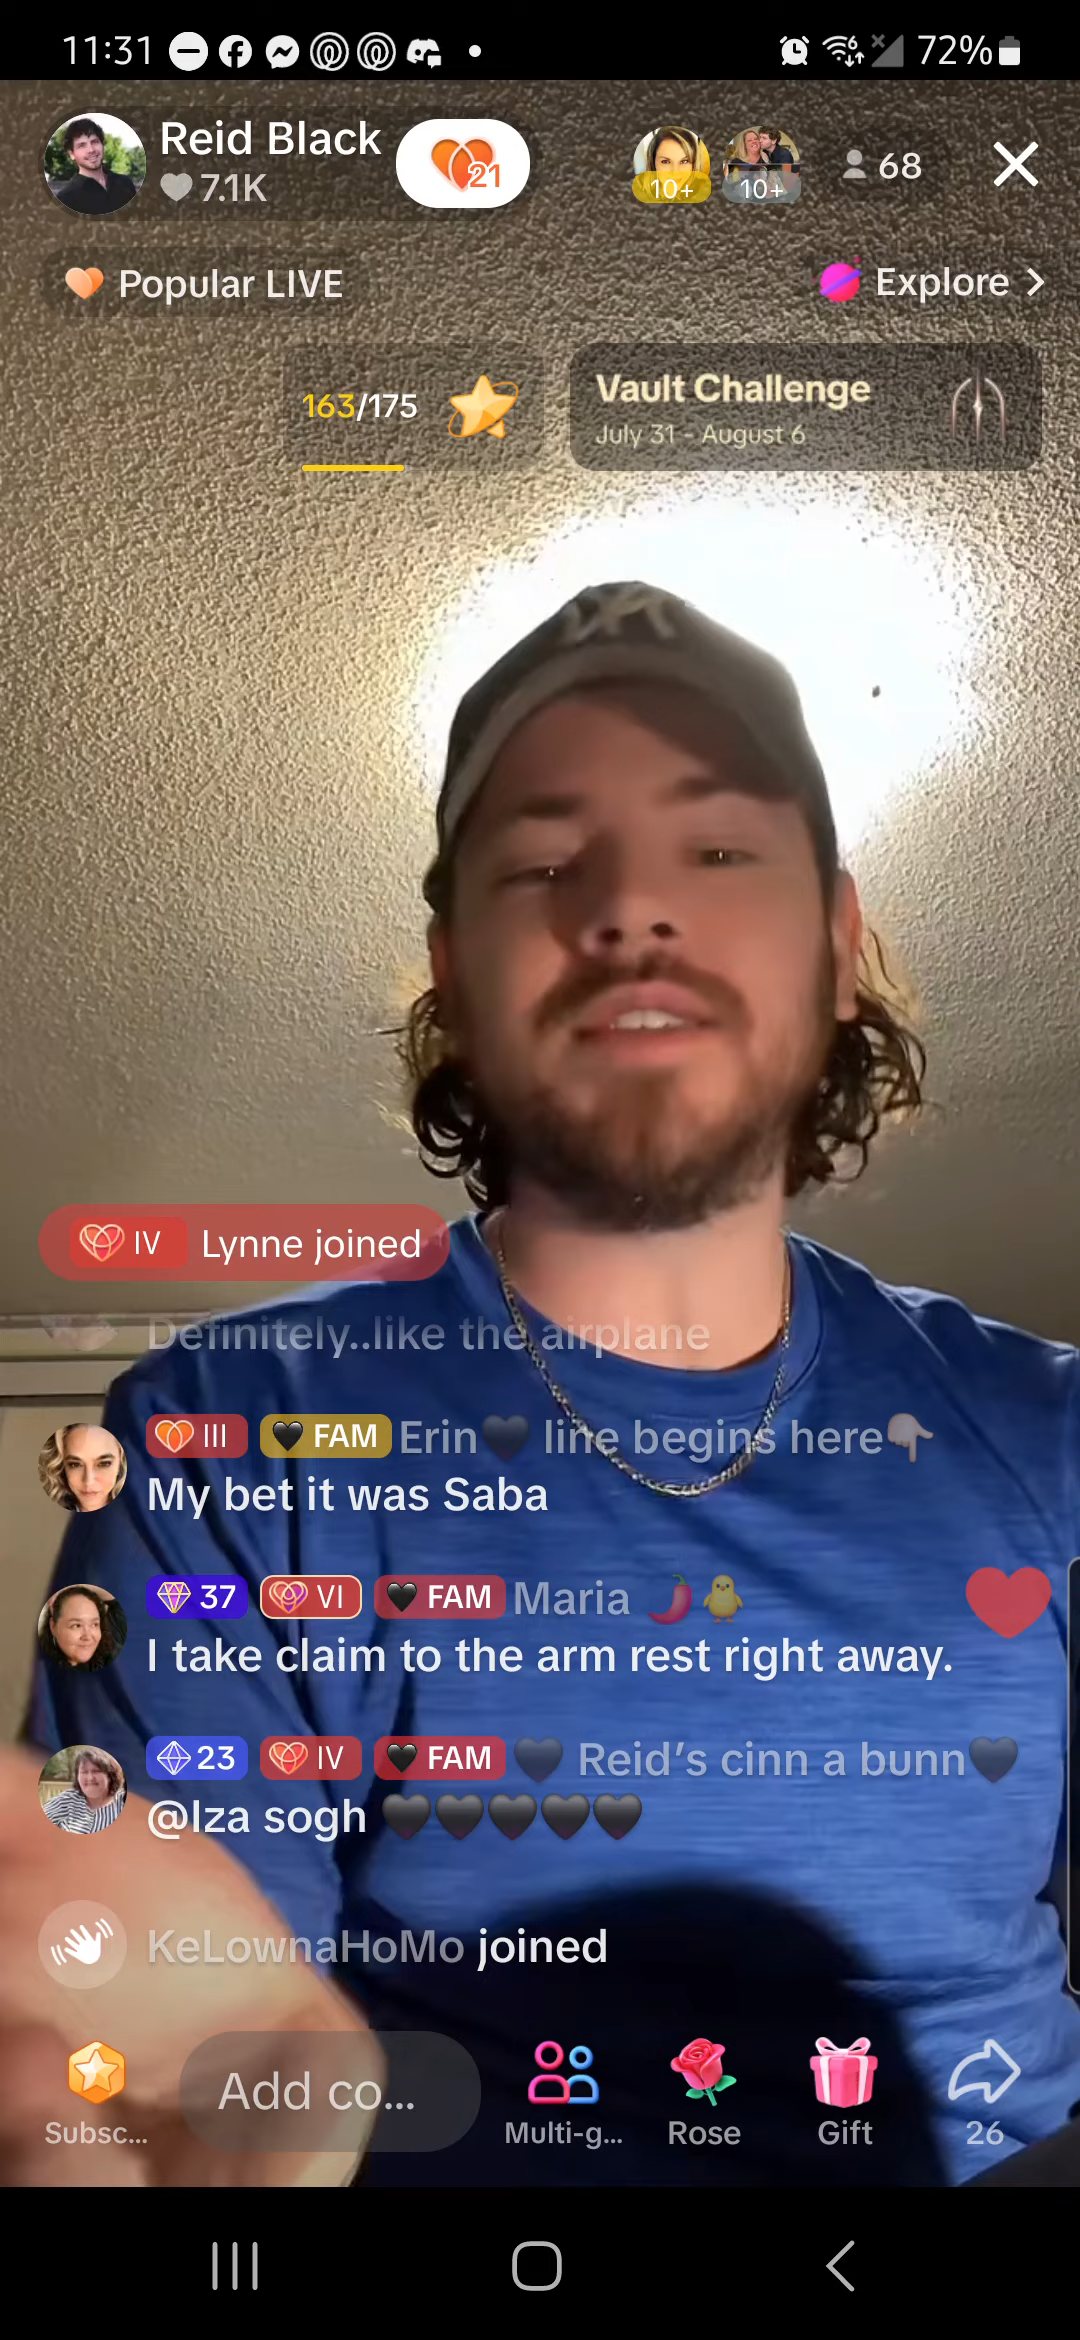 11:31
72%
Reid Black
7.1K
21
10+
10+
68
Popular LIVE
Explore
163/175
Vault Challenge
July 31 - August 6
IV Lynne joined
Definitely..like the airplane
III 🖤 FAM Erin🖤 line begins here👇
My bet it was Saba
37 VI 🖤 FAM Maria 🌶️🐥
I take claim to the arm rest right away.
23 IV 🖤 FAM 🖤 Reid's cinn a bunn🖤
@Iza sogh 🖤🖤🖤🖤🖤
KeLownaHoMo joined
Subsc...
Add co...
Multi-g...
Rose
Gift
26